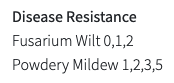 Disease Resistance
Fusarium Wilt 0,1,2
Powdery Mildew 1,2,3,5